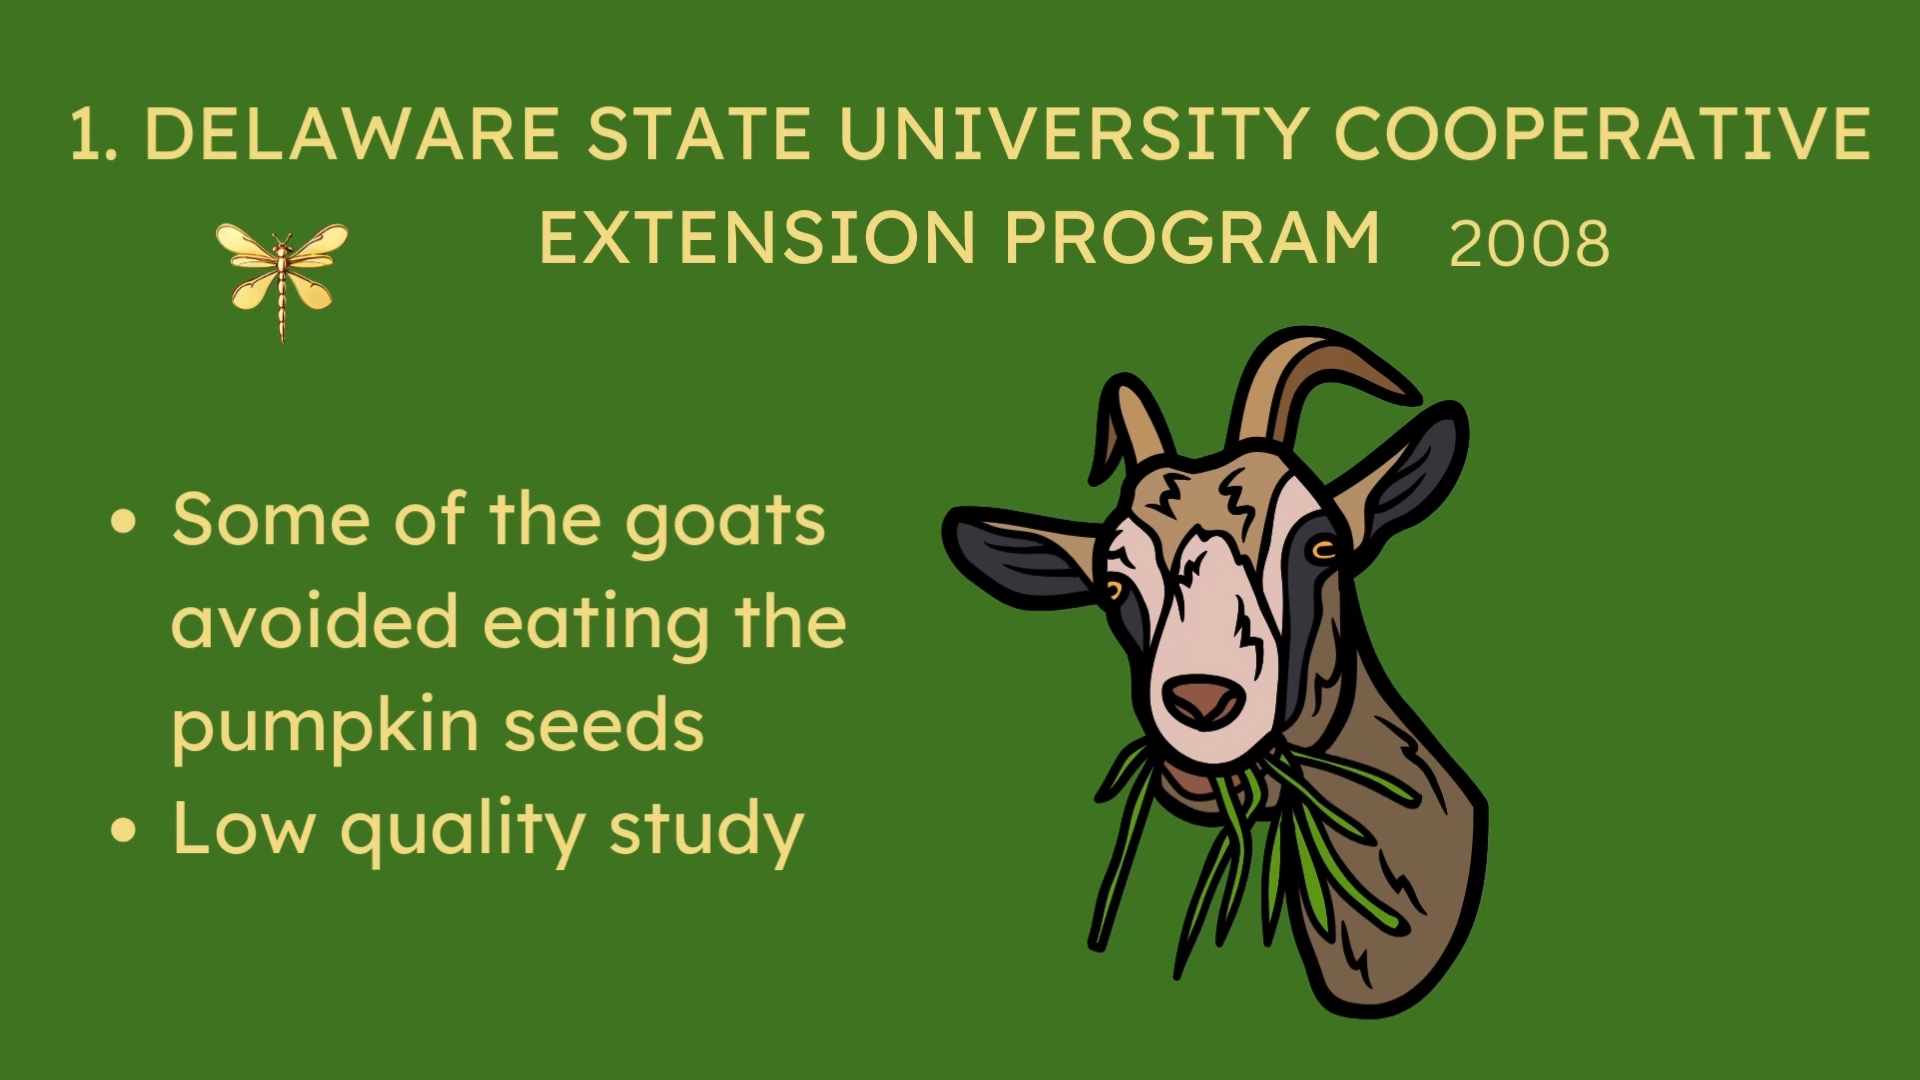 1. DELAWARE STATE UNIVERSITY COOPERATIVE
EXTENSION PROGRAM 2008
• Some of the goats
avoided eating the
pumpkin seeds
• Low quality study